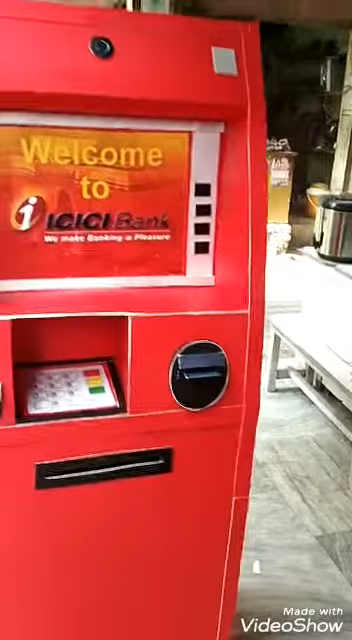 Welcome
to
i ICICI Bank
We make Banking a Pleasure
Made with
VideoShow